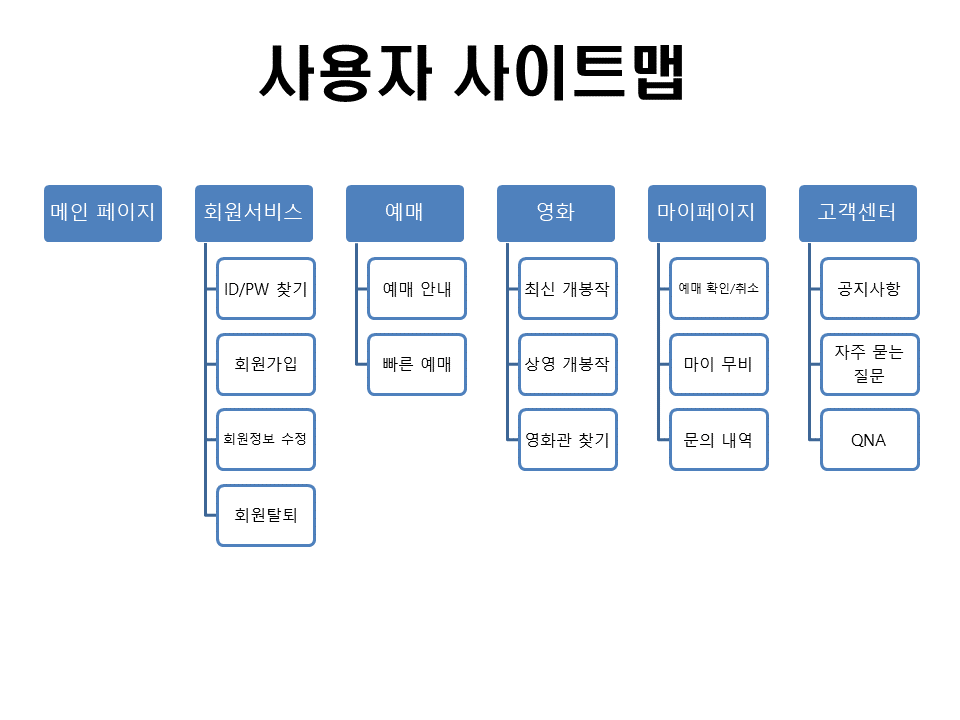 사용자 사이트맵
메인 페이지
회원서비스
ID/PW 찾기
회원가입
회원정보 수정
회원탈퇴
예매
예매 안내
빠른 예매
영화
최신 개봉작
상영 개봉작
영화관 찾기
마이페이지
예매 확인/취소
마이 무비
문의 내역
고객센터
공지사항
자주 묻는
질문
QNA